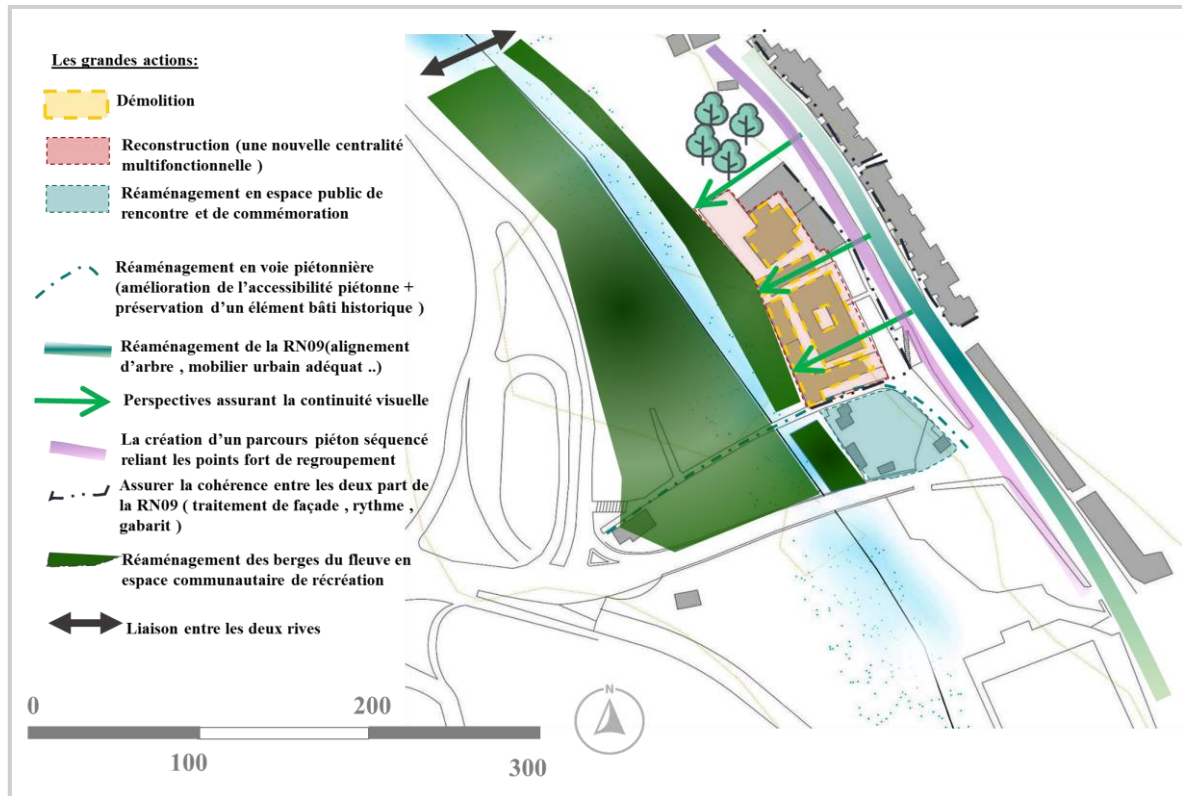 Les grandes actions:
Démolition
Reconstruction (une nouvelle centralité
multifonctionnelle )
Réaménagement en espace public de
rencontre et de commémoration
Réaménagement en voie piétonnière
(amélioration de l’accessibilité piétonne +
préservation d’un élément bâti historique )
Réaménagement de la RN09(alignement
d’arbre , mobilier urbain adéquat ..)
Perspectives assurant la continuité visuelle
La création d’un parcours piéton séquencé
reliant les points fort de regroupement
Assurer la cohérence entre les deux part de
la RN09 ( traitement de façade , rythme ,
gabarit )
Réaménagement des berges du fleuve en
espace communautaire de récréation
Liaison entre les deux rives
0 200
100 300
N